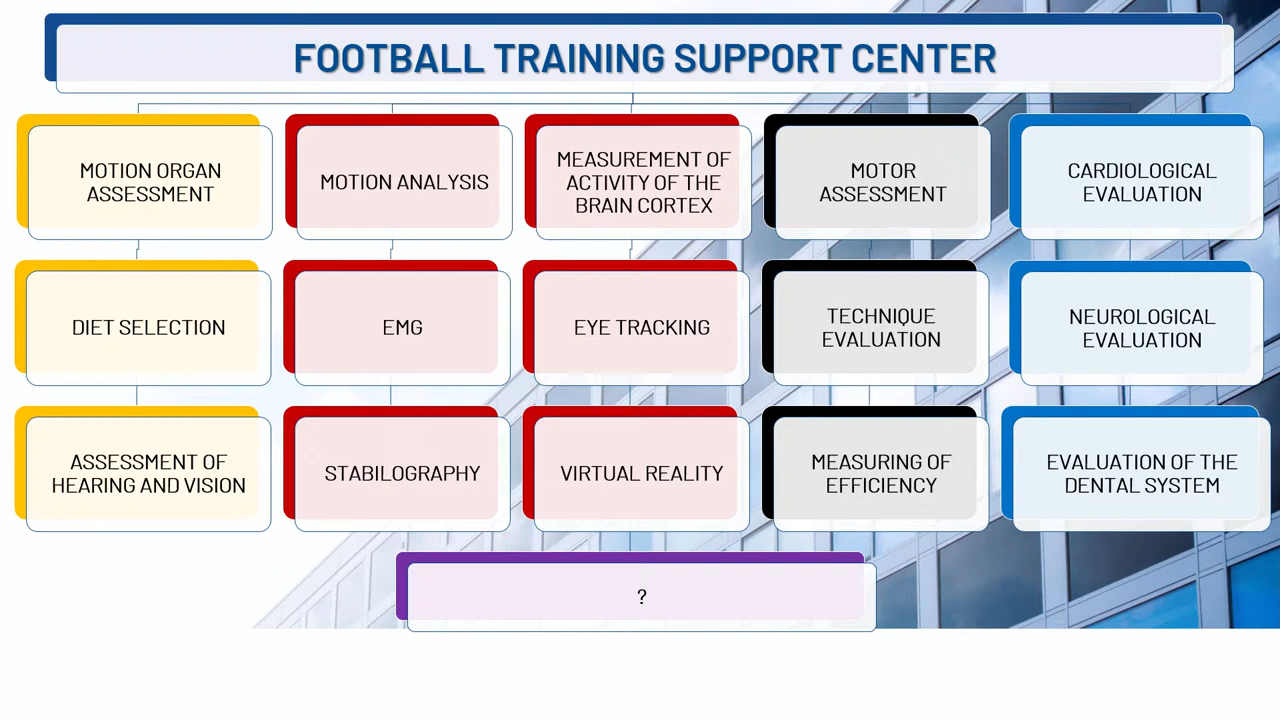 FOOTBALL TRAINING SUPPORT CENTER
MOTION ORGAN
ASSESSMENT
MOTION ANALYSIS
MEASUREMENT OF
ACTIVITY OF THE
BRAIN CORTEX
MOTOR
ASSESSMENT
CARDIOLOGICAL
EVALUATION
DIET SELECTION
EMG
EYE TRACKING
TECHNIQUE
EVALUATION
NEUROLOGICAL
EVALUATION
ASSESSMENT OF
HEARING AND VISION
STABILOGRAPHY
VIRTUAL REALITY
MEASURING OF
EFFICIENCY
EVALUATION OF THE
DENTAL SYSTEM
?